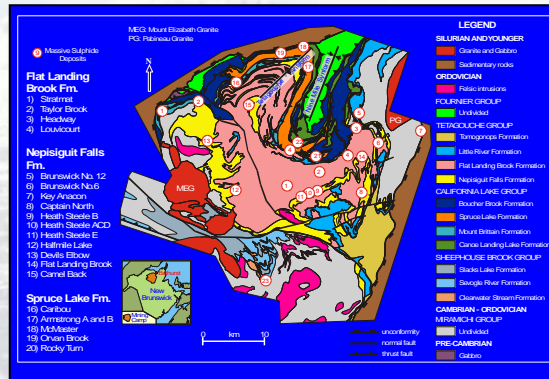 MEG: Mount Elizabeth Granite
PG: Pabineau Granite
Massive Sulphide
Deposits
N
Flat Landing
Brook Fm.
1) Stratmat
2) Taylor Brook
3) Headway
4) Louvicourt
Nepisiguit Falls
Fm.
5) Brunswick No. 12
6) Brunswick No.6
7) Key Anacon
8) Captain North
9) Heath Steele B
10) Heath Steele ACD
11) Heath Steele E
12) Halfmile Lake
13) Devils Elbow
14) Flat Landing Brook
15) Camel Back
Spruce Lake Fm.
16) Caribou
17) Armstrong A and B
18) McMaster
19) Orvan Brook
20) Rocky Turn
MEG
PG
Bathurst
New
Brunswick
Mining
Camp
0 10
km
unconformity
normal fault
thrust fault
LEGEND
SILURIAN AND YOUNGER
Granite and Gabbro
Sedimentary rocks
ORDOVICIAN
Felsic intrusions
FOURNIER GROUP
Undivided
TETAGOUCHE GROUP
Tomogonops Formation
Little River Formation
Flat Landing Brook Formation
Nepisiguit Falls Formation
CALIFORNIA LAKE GROUP
Boucher Brook Formation
Spruce Lake Formation
Mount Brittain Formation
Canoe Landing Lake Formation
SHEEPHOUSE BROOK GROUP
Slacks Lake Formation
Sevogle River Formation
Clearwater Stream Formation
CAMBRIAN - ORDOVICIAN
MIRAMICHI GROUP
Undivided
PRE-CAMBRIAN
Gabbro